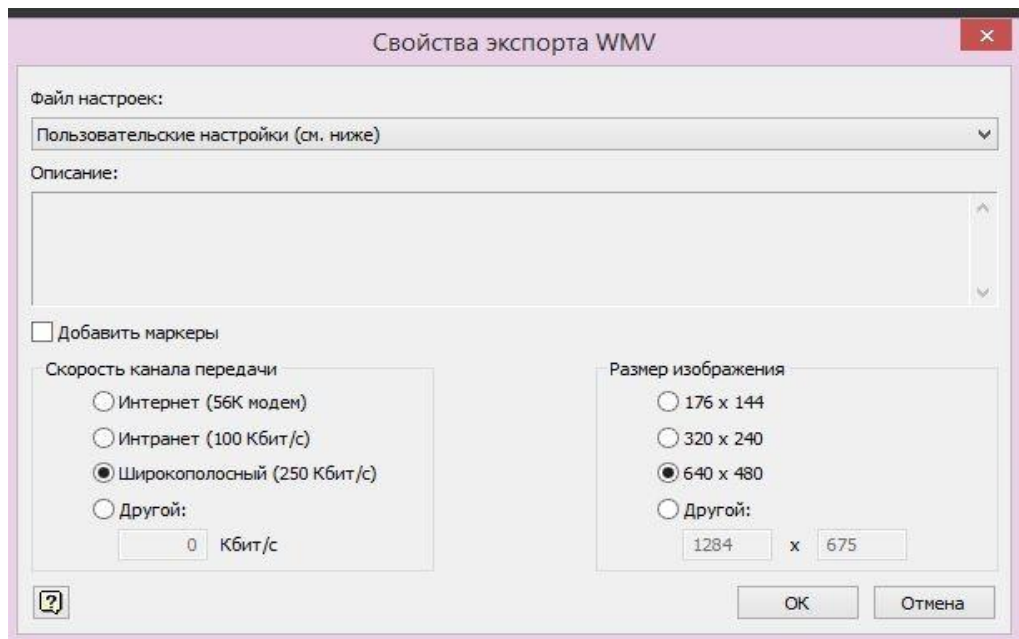 Свойства экспорта WMV
Файл настроек:
Пользовательские настройки (см. ниже)
Описание:
Добавить маркеры
Скорость канала передачи
Интернет (56К модем)
Интранет (100 Кбит/с)
Широкополосный (250 Кбит/с)
Другой:
0 Кбит/с
Размер изображения
176 x 144
320 x 240
640 x 480
Другой:
1284 x 675
ОК Отмена